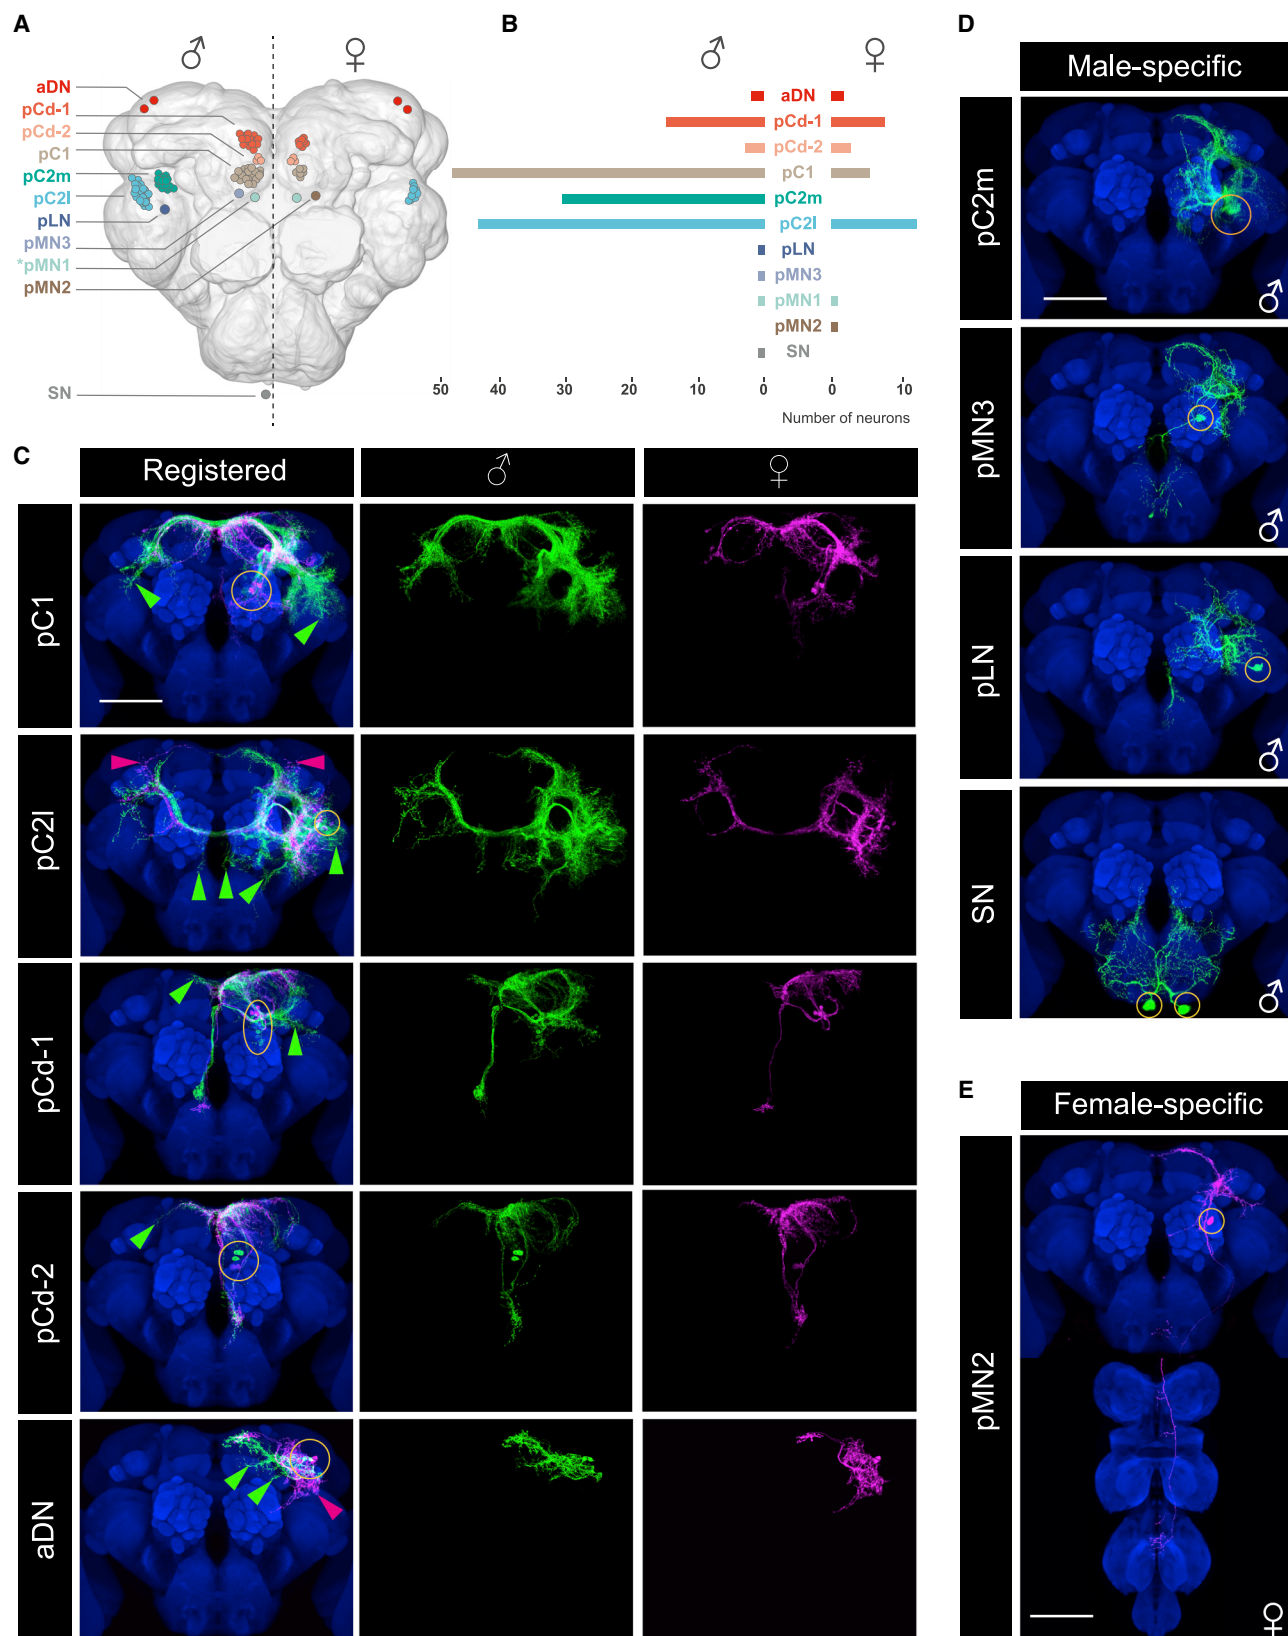 A
♂
♀
aDN
pCd-1
pCd-2
pC1
pC2m
pC2l
pLN
pMN3
*pMN1
pMN2
SN
B
♂
♀
aDN
pCd-1
pCd-2
pC1
pC2m
pC2l
pLN
pMN3
pMN1
pMN2
SN
50 40 30 20 10 0 0 10
Number of neurons
C
Registered ♂ ♀
pC1
pC2l
pCd-1
pCd-2
aDN
D
Male-specific
pC2m
♂
pMN3
♂
pLN
♂
SN
♂
E
Female-specific
pMN2
♀